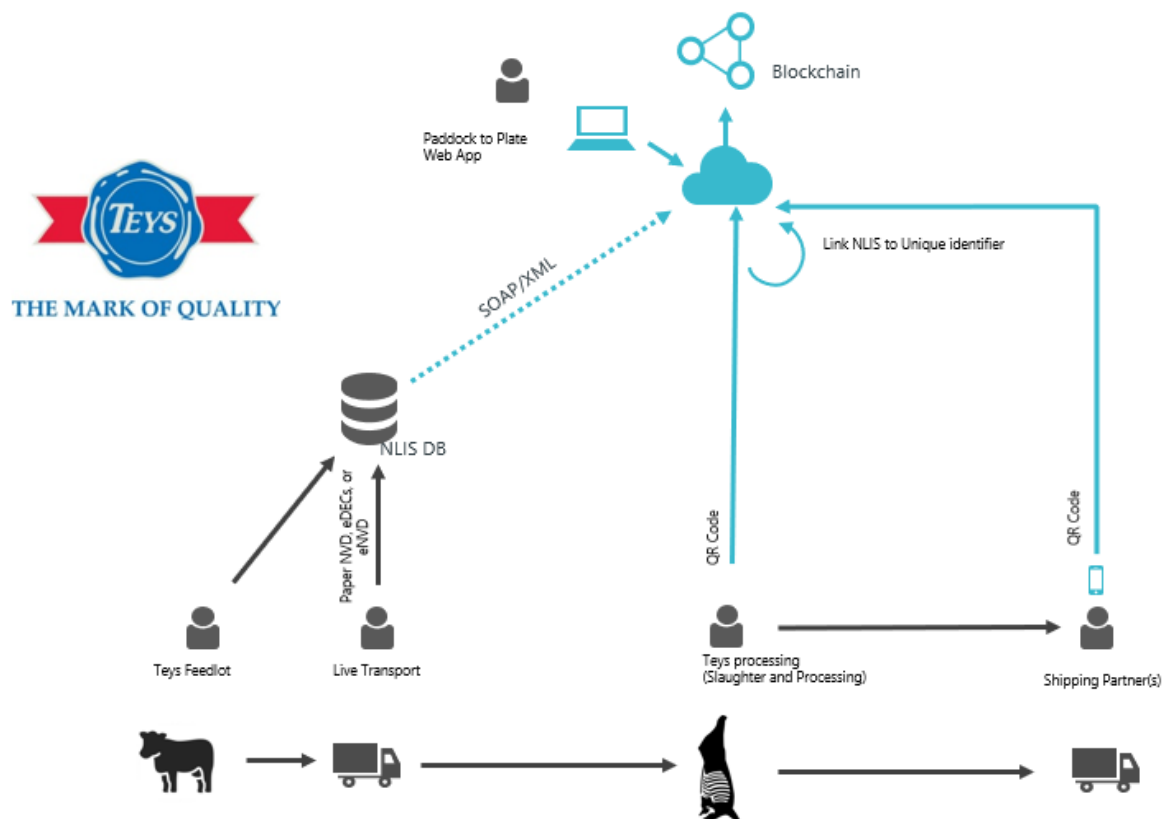 Blockchain
Paddock to Plate
Web App
TEYS
THE MARK OF QUALITY
Link NLIS to Unique identifier
SOAP/XML
NLIS DB
Paper NVD, eDECs, or
eNVD
QR Code
QR Code
Teys Feedlot
Live Transport
Teys processing
(Slaughter and Processing)
Shipping Partner(s)